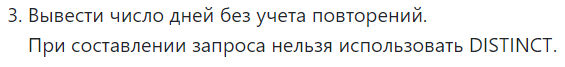 3. Вывести число дней без учета повторений.
При составлении запроса нельзя использовать DISTINCT.